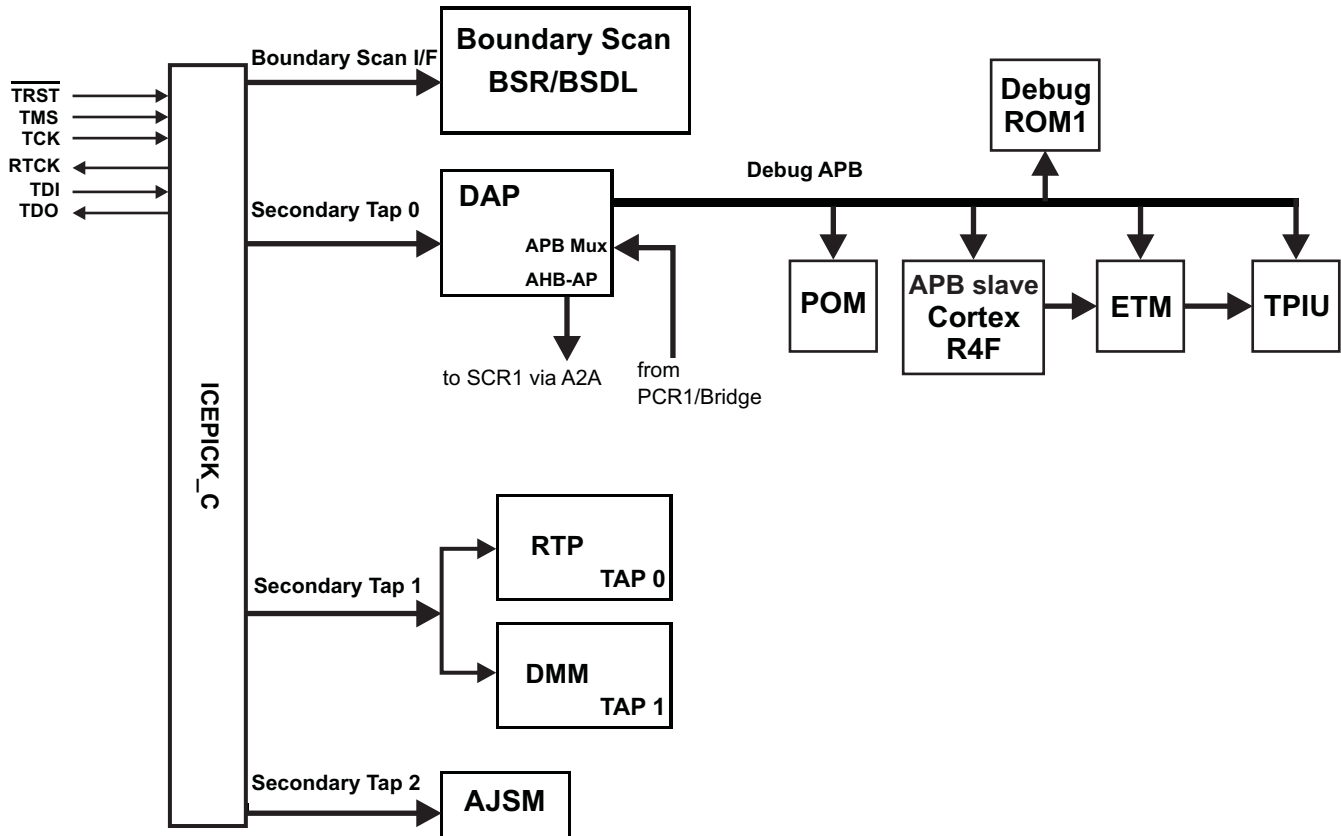 TRST
TMS
TCK
RTCK
TDI
TDO
ICEPICK_C
Boundary Scan I/F
Boundary Scan
BSR/BSDL
Secondary Tap 0
DAP
APB Mux
AHB-AP
to SCR1 via A2A
from
PCR1/Bridge
Debug APB
Debug
ROM1
POM
APB slave
Cortex
R4F
ETM
TPIU
Secondary Tap 1
RTP
TAP 0
DMM
TAP 1
Secondary Tap 2
AJSM